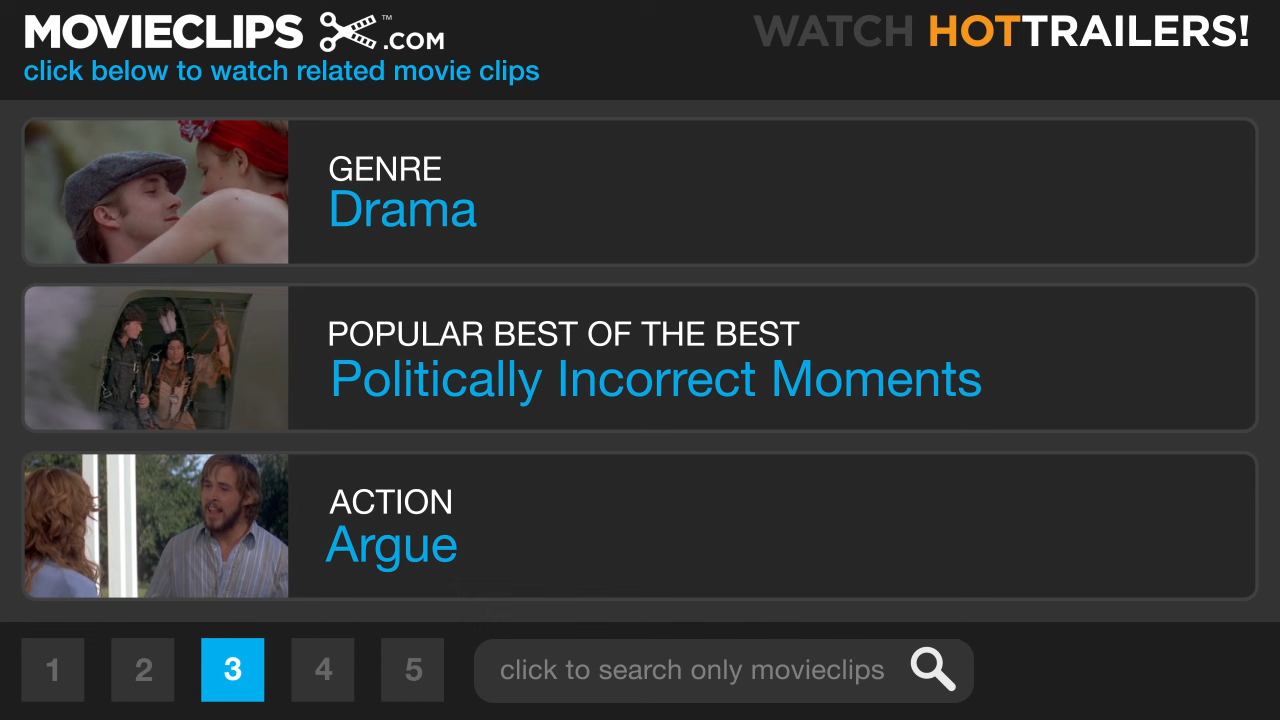 MOVIECLIPS ™ .COM
WATCH HOTTRAILERS!
click below to watch related movie clips
GENRE
Drama
POPULAR BEST OF THE BEST
Politically Incorrect Moments
ACTION
Argue
1 2 3 4 5
click to search only movieclips